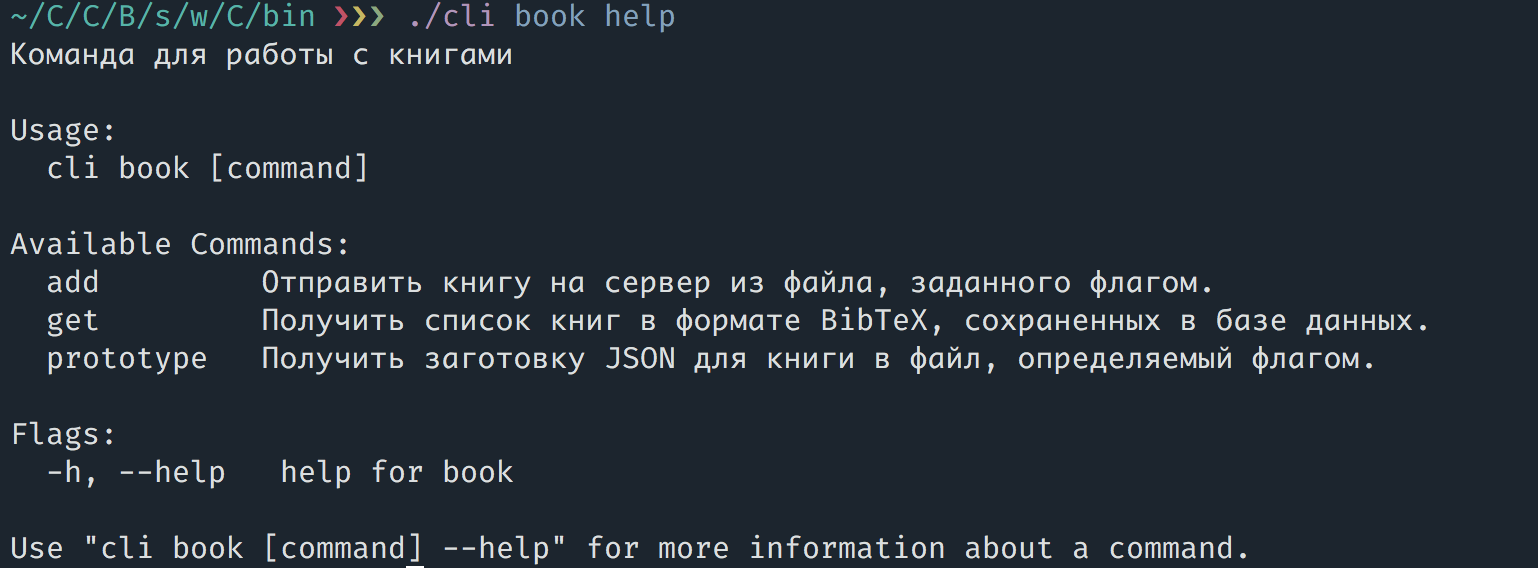 ~/C/C/B/s/w/C/bin ❯❯❯ ./cli book help
Команда для работы с книгами
Usage:
cli book [command]
Available Commands:
add Отправить книгу на сервер из файла, заданного флагом.
get Получить список книг в формате BibTeX, сохраненных в базе данных.
prototype Получить заготовку JSON для книги в файл, определяемый флагом.
Flags:
-h, --help help for book
Use "cli book [command] --help" for more information about a command.